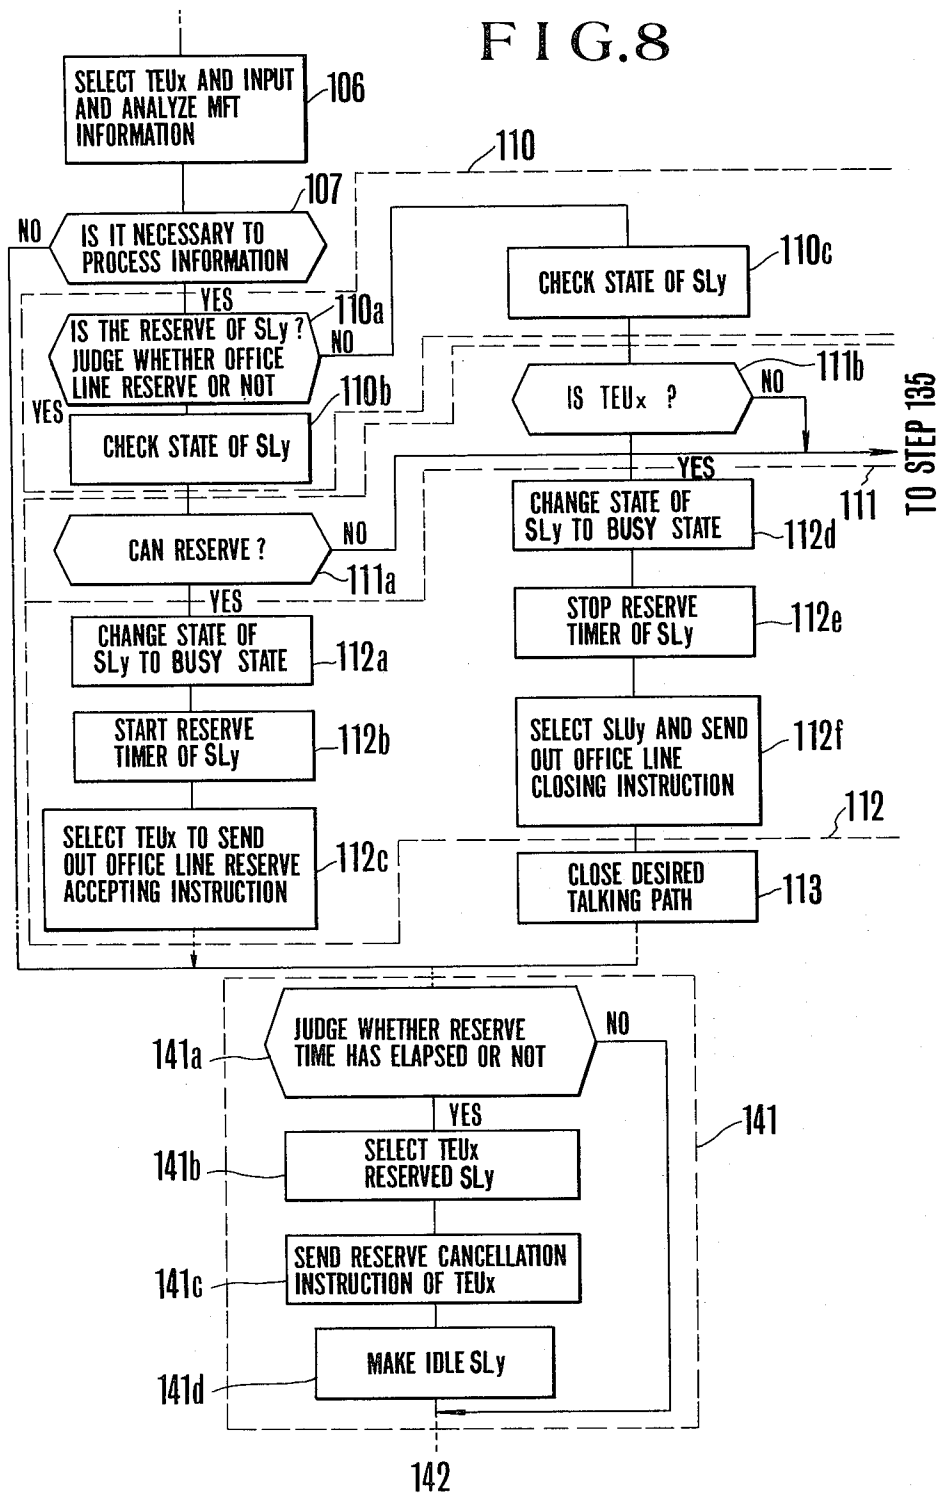 FIG.8
SELECT TEUx AND INPUT
AND ANALYZE MFT
INFORMATION
106
110
107
NO
IS IT NECESSARY TO
PROCESS INFORMATION
YES
110a
IS THE RESERVE OF SLy ?
JUDGE WHETHER OFFICE
LINE RESERVE OR NOT
NO
110c
CHECK STATE OF SLy
YES
110b
CHECK STATE OF SLy
111b
IS TEUx ?
NO
TO STEP 135
YES
111
CAN RESERVE ?
NO
111a
YES
CHANGE STATE OF
SLy TO BUSY STATE
112d
CHANGE STATE OF
SLy TO BUSY STATE
112a
STOP RESERVE
TIMER OF SLy
112e
START RESERVE
TIMER OF SLy
112b
SELECT SLUy AND SEND
OUT OFFICE LINE
CLOSING INSTRUCTION
112f
SELECT TEUx TO SEND
OUT OFFICE LINE RESERVE
ACCEPTING INSTRUCTION
112c
112
CLOSE DESIRED
TALKING PATH
113
JUDGE WHETHER RESERVE
TIME HAS ELAPSED OR NOT
141a
NO
YES
141
SELECT TEUx
RESERVED SLy
141b
SEND RESERVE CANCELLATION
INSTRUCTION OF TEUx
141c
MAKE IDLE SLy
141d
142